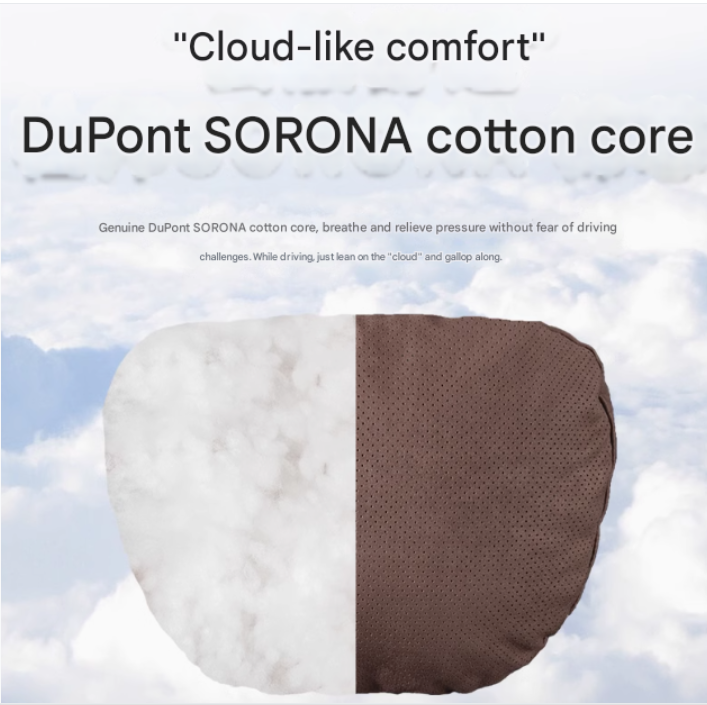 "Cloud-like comfort"
DuPont SORONA cotton core
Genuine DuPont SORONA cotton core, breathe and relieve pressure without fear of driving
challenges. While driving, just lean on the "cloud" and gallop along.